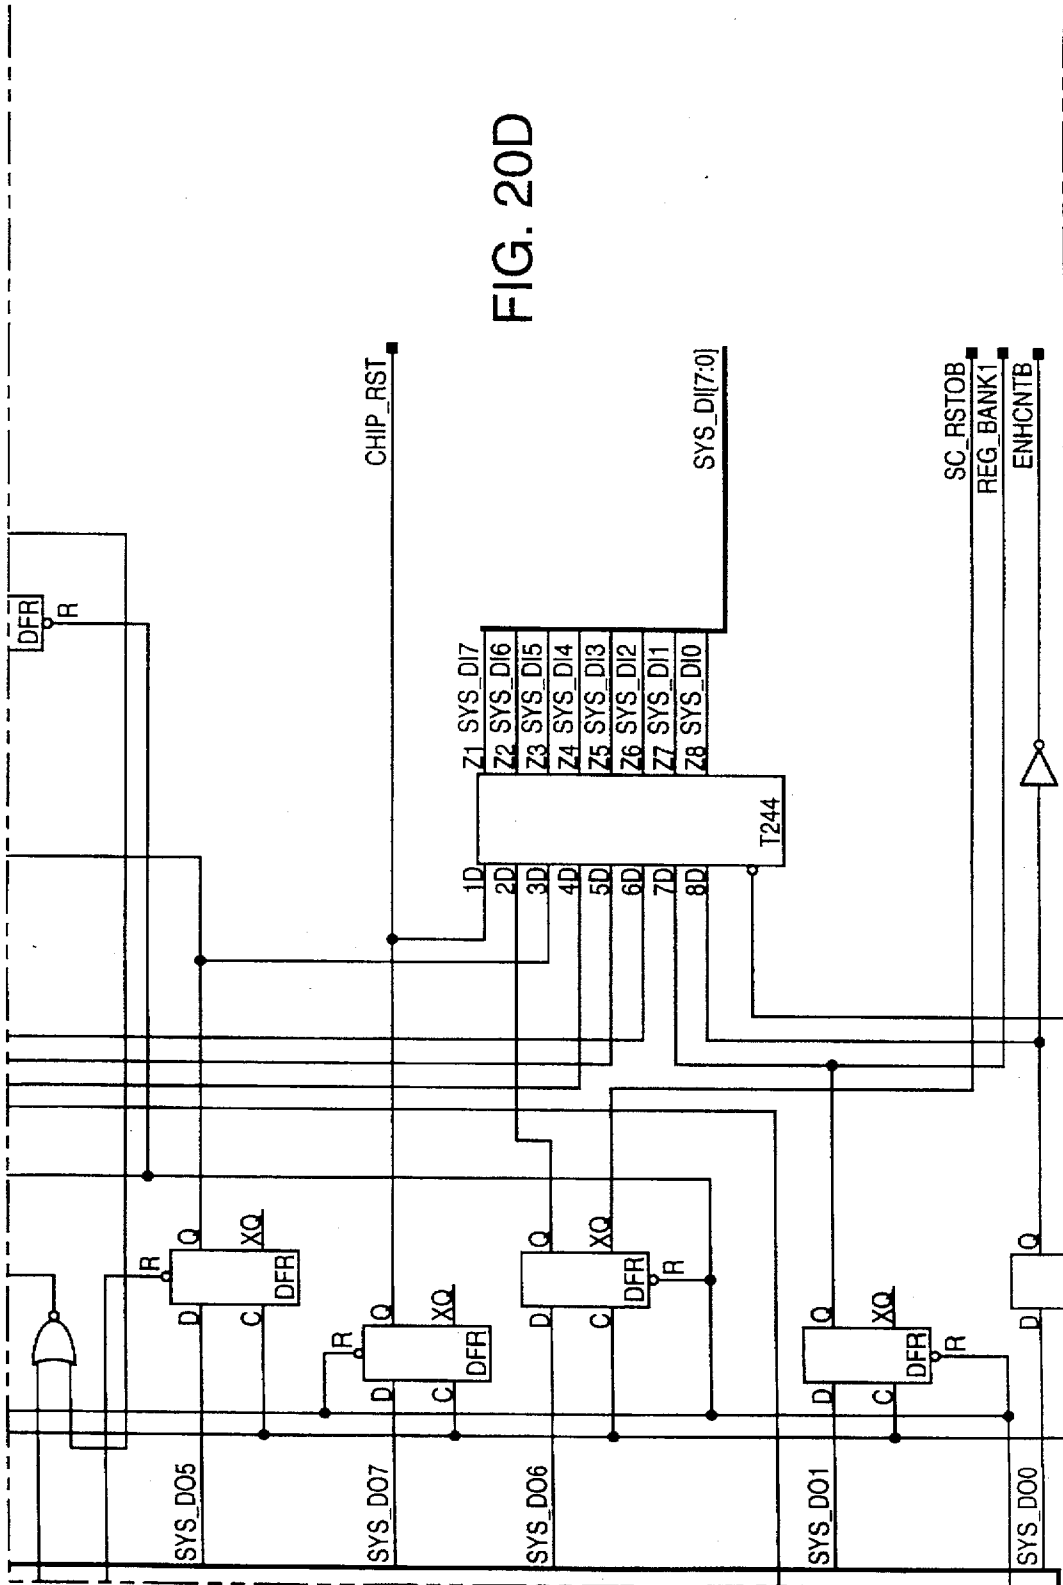 FIG. 20D
DFR
R
CHIP_RST
SYS_DI7
SYS_DI6
SYS_DI5
SYS_DI4
SYS_DI3
SYS_DI2
SYS_DI1
SYS_DI0
SYS_DI[7:0]
Z1
Z2
Z3
Z4
Z5
Z6
Z7
Z8
T244
1D
2D
3D
4D
5D
6D
7D
8D
SC_RSTOB
REG_BANK1
ENHCNTB
SYS_DO5
D
C
R
Q
XQ
DFR
SYS_DO7
D
C
R
Q
XQ
DFR
SYS_DO6
D
C
Q
XQ
DFR
R
SYS_DO1
D
C
Q
XQ
DFR
R
SYS_DO0
D
Q